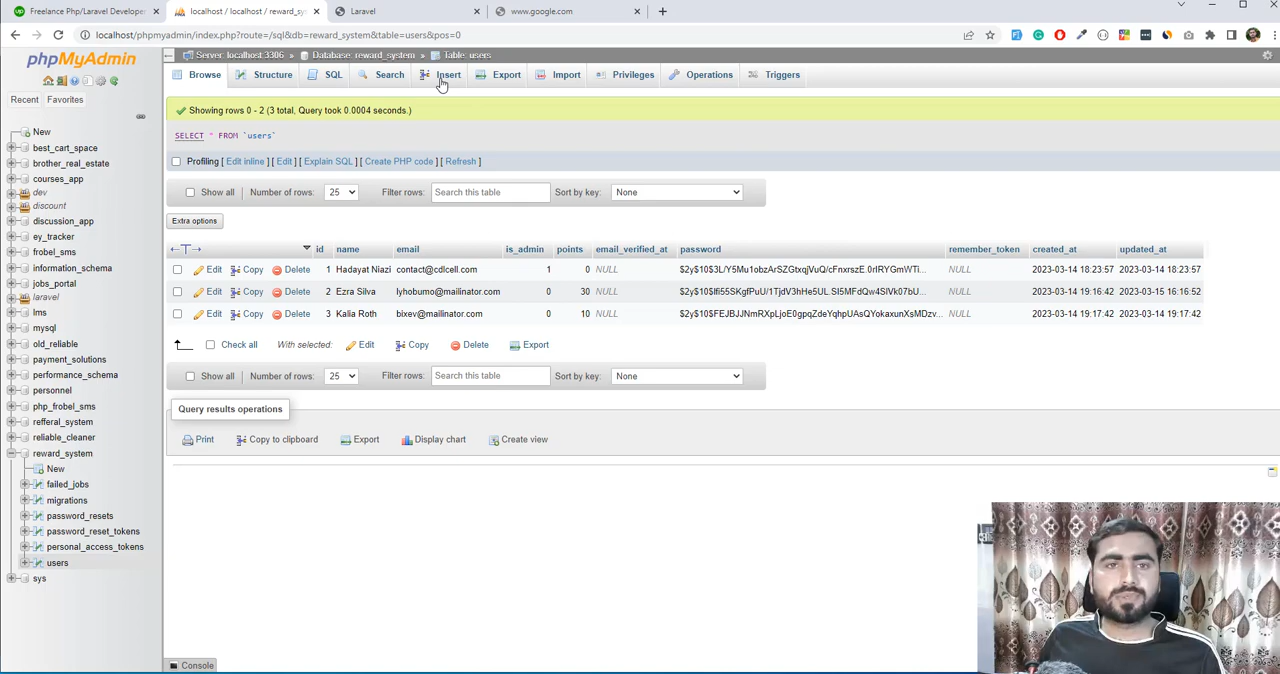 Freelance Php/Laravel Developer
localhost / localhost / reward_sy
Laravel
www.google.com
localhost/phpmyadmin/index.php?route=/sql&db=reward_system&table=users&pos=0
phpMyAdmin
Recent Favorites
New
best_cart_space
brother_real_estate
courses_app
dev
discount
discussion_app
ey_tracker
frobel_sms
information_schema
jobs_portal
laravel
lms
mysql
old_reliable
payment_solutions
performance_schema
personnel
php_frobel_sms
refferal_system
reliable_cleaner
reward_system
New
failed_jobs
migrations
password_resets
password_reset_tokens
personal_access_tokens
users
sys
Server: localhost:3306 » Database: reward_system » Table: users
Browse Structure SQL Search Insert Export Import Privileges Operations Triggers
Showing rows 0 - 2 (3 total, Query took 0.0004 seconds.)
SELECT * FROM `users`
Profiling [ Edit inline ] [ Edit ] [ Explain SQL ] [ Create PHP code ] [ Refresh ]
Show all Number of rows: 25 Filter rows: Search this table Sort by key: None
Extra options
id name email is_admin points email_verified_at password remember_token created_at updated_at
Edit Copy Delete 1 Hadayat Niazi contact@cdlcell.com 1 0 NULL NULL 2023-03-14 18:23:57 2023-03-14 18:23:57
Edit Copy Delete 2 Ezra Silva lyhobumo@mailinator.com 0 30 NULL NULL 2023-03-14 19:16:42 2023-03-15 16:16:52
Edit Copy Delete 3 Kalia Roth bixev@mailinator.com 0 10 NULL NULL 2023-03-14 19:17:42 2023-03-14 19:17:42
Check all With selected: Edit Copy Delete Export
Show all Number of rows: 25 Filter rows: Search this table Sort by key: None
Query results operations
Print Copy to clipboard Export Display chart Create view
Console